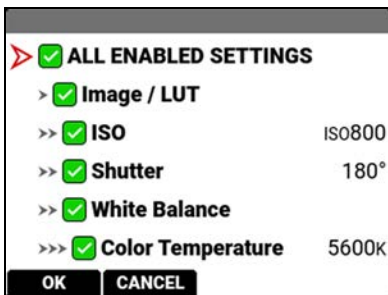 ALL ENABLED SETTINGS
> Image / LUT
>> ISO ISO800
>> Shutter 180°
>> White Balance
>>> Color Temperature 5600K
OK CANCEL